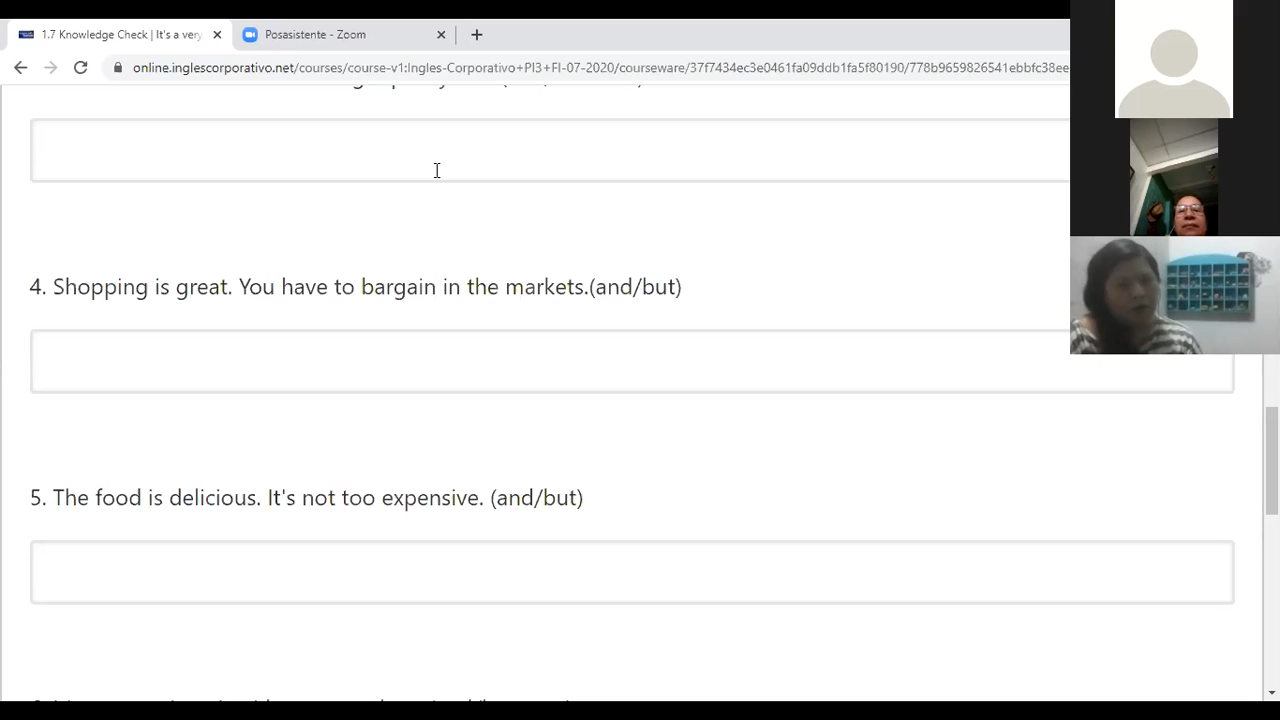 1.7 Knowledge Check | It's a very
Posasistente - Zoom
online.inglescorporativo.net/courses/course-v1:Ingles-Corporativo+PI3+FI-07-2020/courseware/37f7434ec3e0461fa09ddb1fa5f80190/778b9659826541ebbfc38ee
4. Shopping is great. You have to bargain in the markets.(and/but)
5. The food is delicious. It's not too expensive. (and/but)